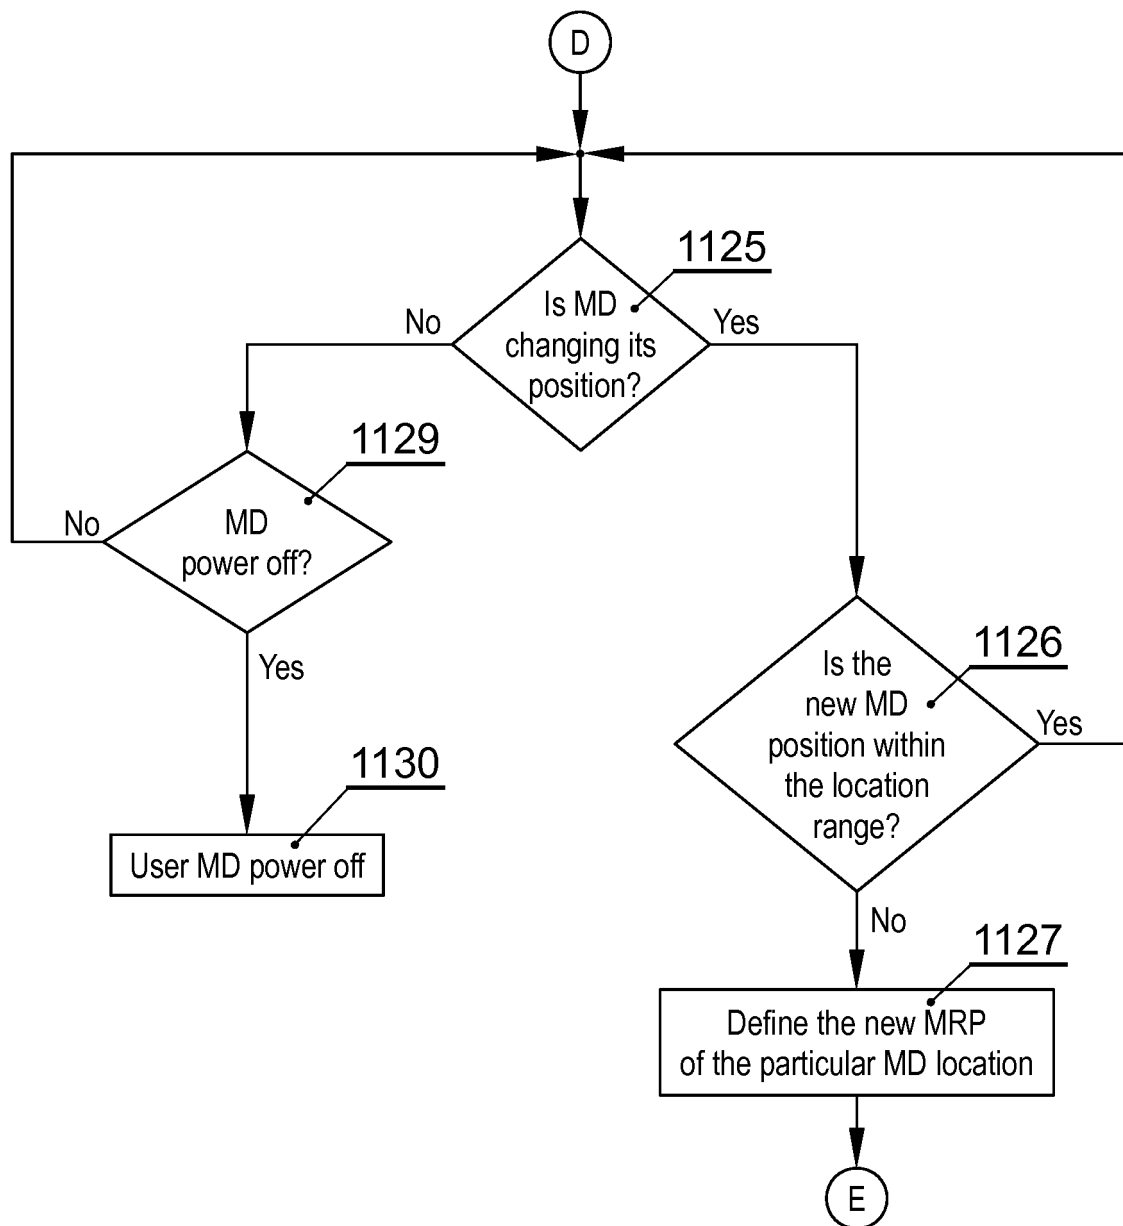 D
1125
Is MD
changing its
position?
No
Yes
1129
MD
power off?
No
Yes
1126
Is the
new MD
position within
the location
range?
Yes
No
1130
User MD power off
1127
Define the new MRP
of the particular MD location
E